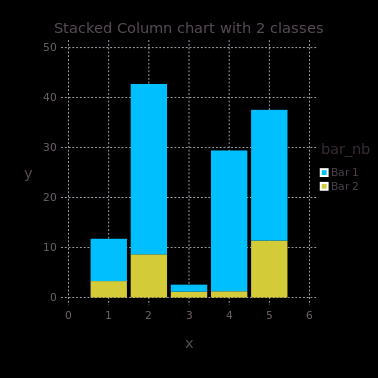 Stacked Column chart with 2 classes
50
40
30
20
10
0
y
0 1 2 3 4 5 6
x
bar_nb
Bar 1
Bar 2